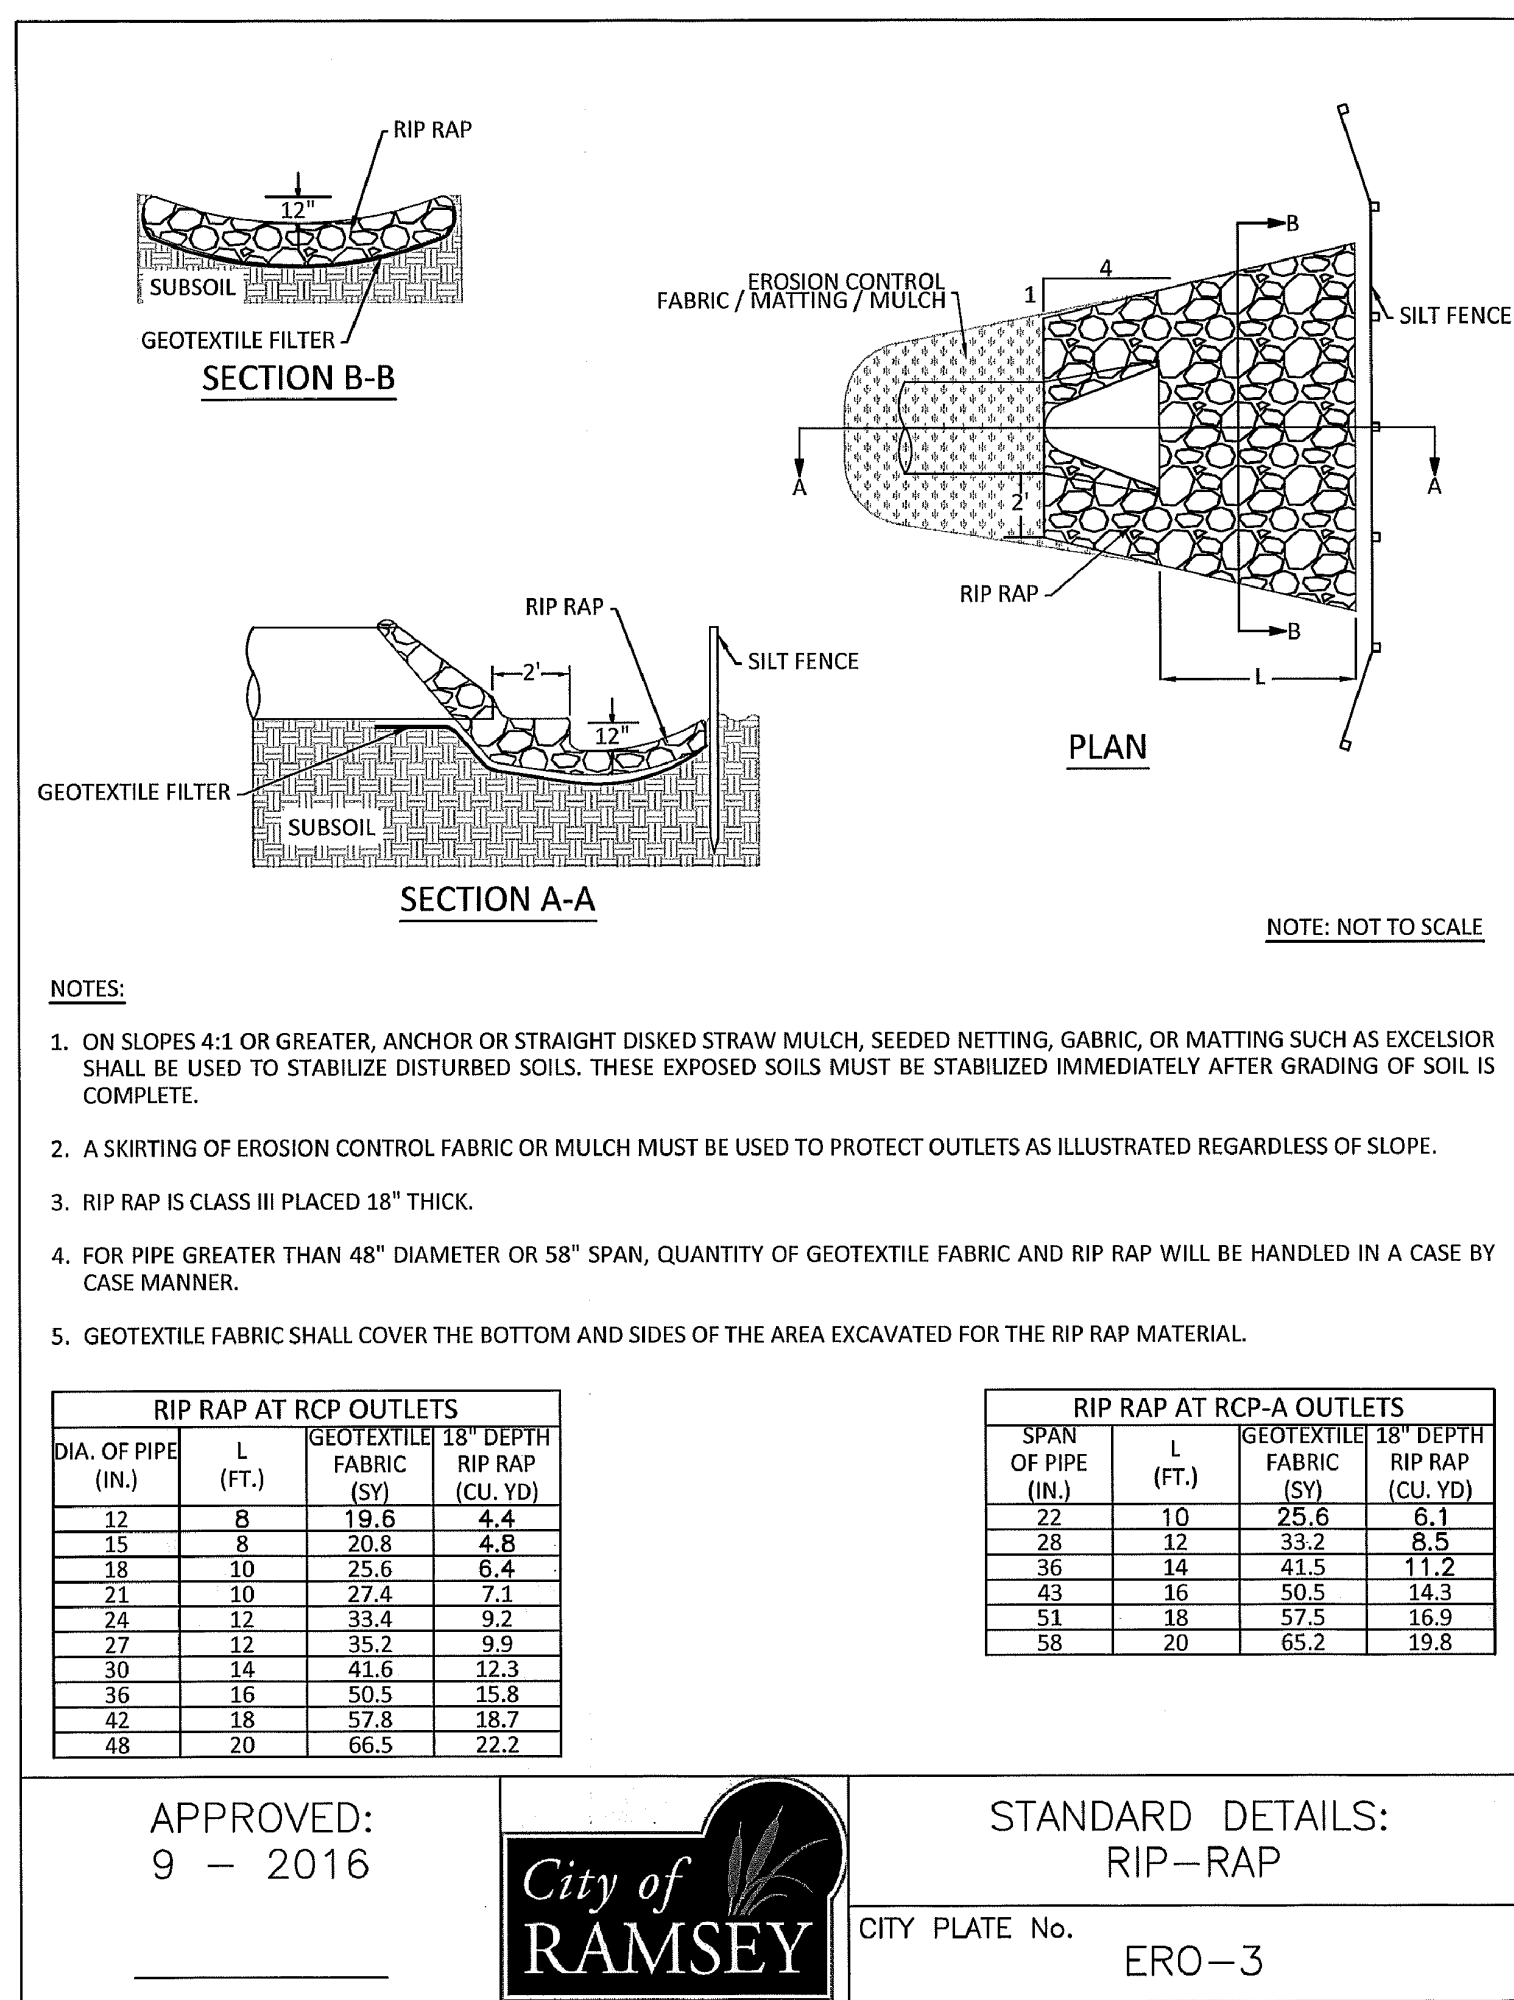 RIP RAP
12"
SUBSOIL
GEOTEXTILE FILTER
SECTION B-B
B
4
EROSION CONTROL
FABRIC / MATTING / MULCH
1
SILT FENCE
A
A
2'
RIP RAP
B
L
PLAN
RIP RAP
SILT FENCE
2'
12"
GEOTEXTILE FILTER
SUBSOIL
SECTION A-A
NOTE: NOT TO SCALE
NOTES:
1. ON SLOPES 4:1 OR GREATER, ANCHOR OR STRAIGHT DISKED STRAW MULCH, SEEDED NETTING, GABRIC, OR MATTING SUCH AS EXCELSIOR
SHALL BE USED TO STABILIZE DISTURBED SOILS. THESE EXPOSED SOILS MUST BE STABILIZED IMMEDIATELY AFTER GRADING OF SOIL IS
COMPLETE.
2. A SKIRTING OF EROSION CONTROL FABRIC OR MULCH MUST BE USED TO PROTECT OUTLETS AS ILLUSTRATED REGARDLESS OF SLOPE.
3. RIP RAP IS CLASS III PLACED 18" THICK.
4. FOR PIPE GREATER THAN 48" DIAMETER OR 58" SPAN, QUANTITY OF GEOTEXTILE FABRIC AND RIP RAP WILL BE HANDLED IN A CASE BY
CASE MANNER.
5. GEOTEXTILE FABRIC SHALL COVER THE BOTTOM AND SIDES OF THE AREA EXCAVATED FOR THE RIP RAP MATERIAL.
RIP RAP AT RCP OUTLETS
DIA. OF PIPE (IN.) L (FT.) GEOTEXTILE FABRIC (SY) 18" DEPTH RIP RAP (CU. YD)
12 8 19.6 4.4
15 8 20.8 4.8
18 10 25.6 6.4
21 10 27.4 7.1
24 12 33.4 9.2
27 12 35.2 9.9
30 14 41.6 12.3
36 16 50.5 15.8
42 18 57.8 18.7
48 20 66.5 22.2
RIP RAP AT RCP-A OUTLETS
SPAN OF PIPE (IN.) L (FT.) GEOTEXTILE FABRIC (SY) 18" DEPTH RIP RAP (CU. YD)
22 10 25.6 6.1
28 12 33.2 8.5
36 14 41.5 11.2
43 16 50.5 14.3
51 18 57.5 16.9
58 20 65.2 19.8
APPROVED:
9 – 2016
City of
RAMSEY
STANDARD DETAILS:
RIP–RAP
CITY PLATE No.
ERO–3